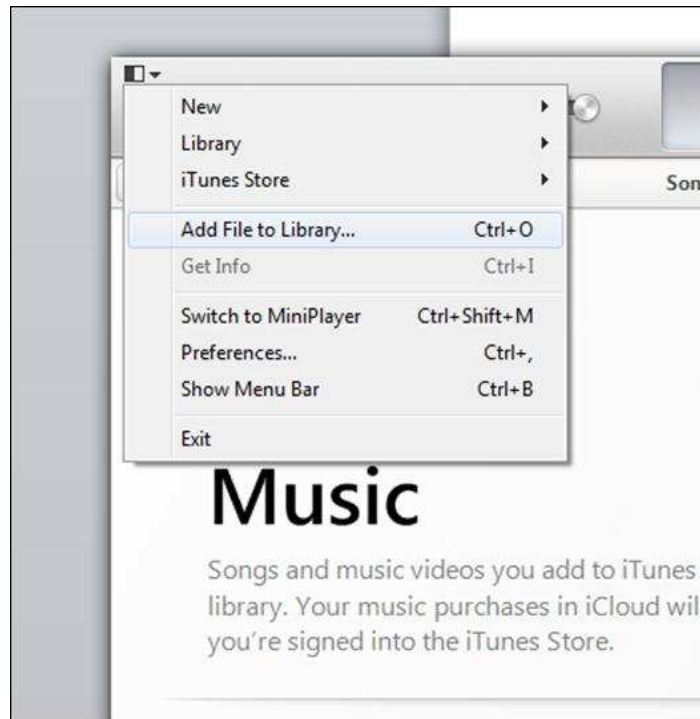 New
Library
iTunes Store
Son
Add File to Library... Ctrl+O
Get Info Ctrl+I
Switch to MiniPlayer Ctrl+Shift+M
Preferences... Ctrl+,
Show Menu Bar Ctrl+B
Exit
Music
Songs and music videos you add to iTunes
library. Your music purchases in iCloud wil
you're signed into the iTunes Store.